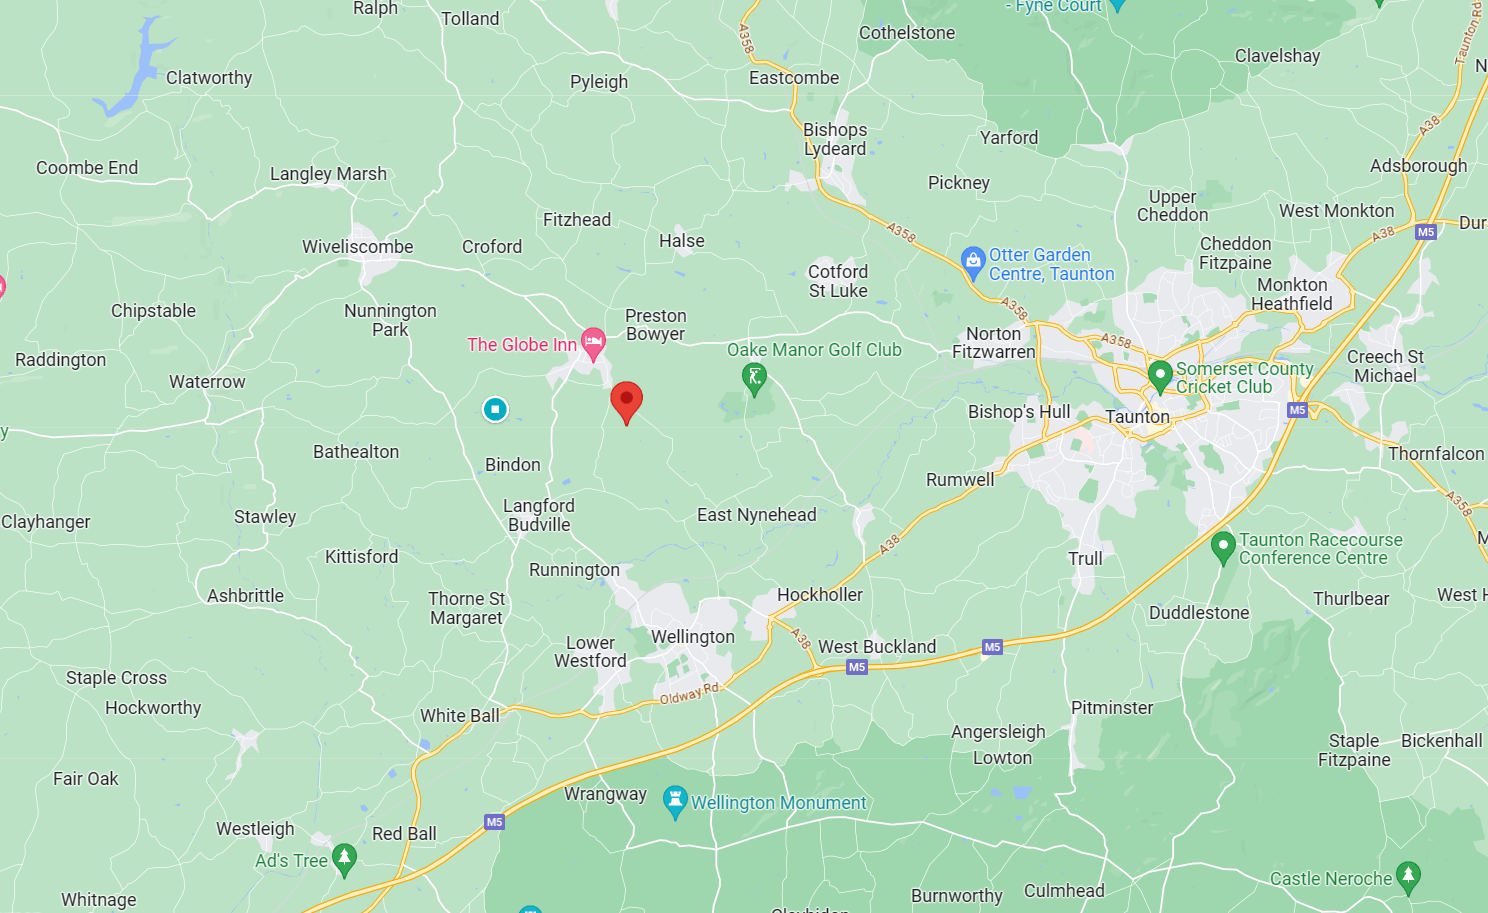 Ralph
Tolland
A358
- Fyne Court
Cothelstone
Taunton Rd
Clavelshay
Clatworthy
Pyleigh
Eastcombe
N
A38
Bishops
Lydeard
Yarford
Adsborough
Coombe End
Langley Marsh
Pickney
Upper
Cheddon
West Monkton
Fitzhead
Halse
A358
A38
M5
Dur
Wiveliscombe
Croford
Cheddon
Fitzpaine
Otter Garden
Centre, Taunton
Cotford
St Luke
Monkton
Heathfield
Chipstable
Nunnington
Park
Preston
Bowyer
A358
The Globe Inn
Norton
Fitzwarren
A358
Oake Manor Golf Club
Raddington
Creech St
Michael
Waterrow
Somerset County
Cricket Club
Bishop's Hull
Taunton
M5
y
Bathealton
Bindon
Thornfalcon
Rumwell
Langford
Budville
East Nynehead
A358
Clayhanger
Stawley
A38
Taunton Racecourse
Conference Centre
M
Kittisford
Runnington
Trull
Ashbrittle
Thorne St
Margaret
Hockholler
Duddlestone
Thurlbear
West H
Lower
Westford
Wellington
A38
West Buckland
M5
M5
Staple Cross
Oldway Rd
Hockworthy
White Ball
Pitminster
Angersleigh
Lowton
Staple
Fitzpaine
Bickenhall
Fair Oak
Wrangway
Wellington Monument
M5
Westleigh
Red Ball
Ad's Tree
Castle Neroche
Whitnage
Burnworthy
Culmhead